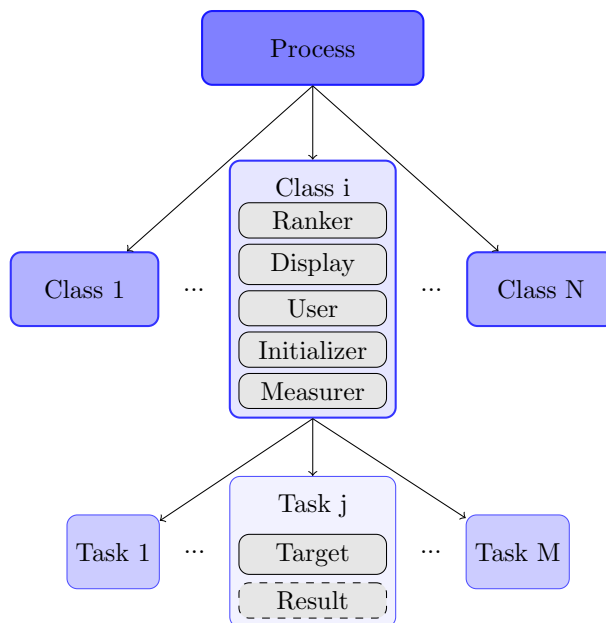 Process
Class i
Ranker
Display
Class 1 ... User ... Class N
Initializer
Measurer
Task j
Task 1 ... Target ... Task M
Result